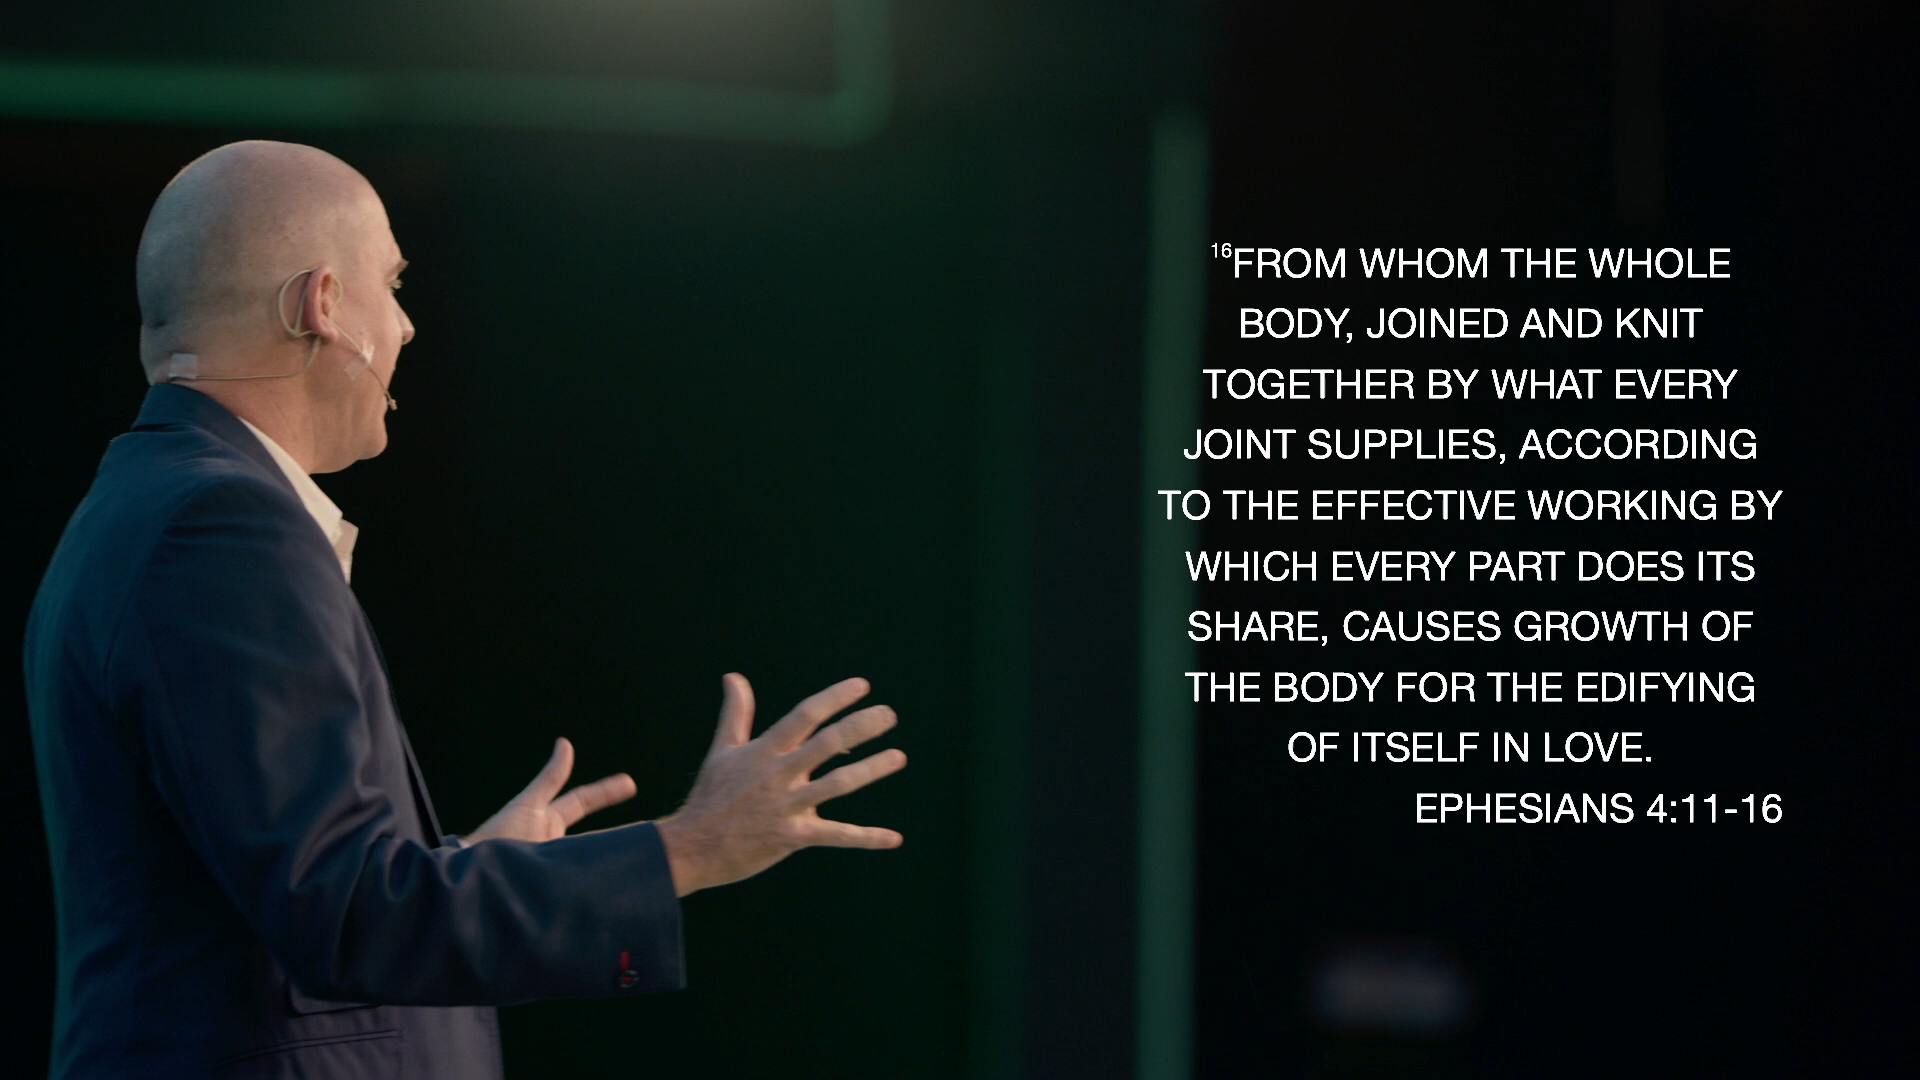 16FROM WHOM THE WHOLE
BODY, JOINED AND KNIT
TOGETHER BY WHAT EVERY
JOINT SUPPLIES, ACCORDING
TO THE EFFECTIVE WORKING BY
WHICH EVERY PART DOES ITS
SHARE, CAUSES GROWTH OF
THE BODY FOR THE EDIFYING
OF ITSELF IN LOVE.
EPHESIANS 4:11-16